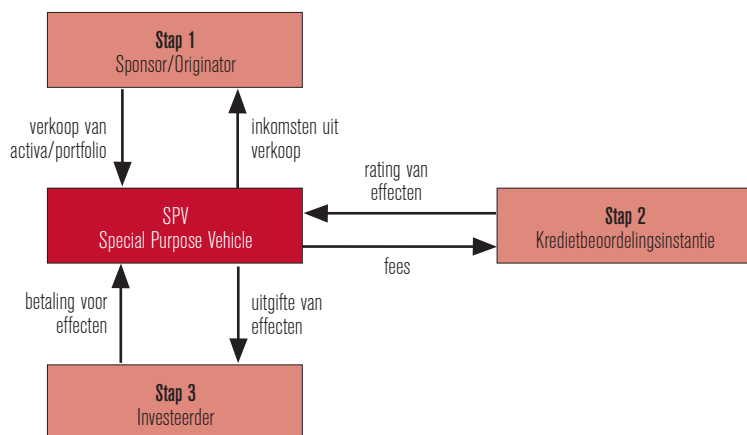 Stap 1
Sponsor/Originator
verkoop van
activa/portfolio
inkomsten uit
verkoop
rating van
effecten
SPV
Special Purpose Vehicle
Stap 2
Kredietbeoordelingsinstantie
fees
betaling voor
effecten
uitgifte van
effecten
Stap 3
Investeerder